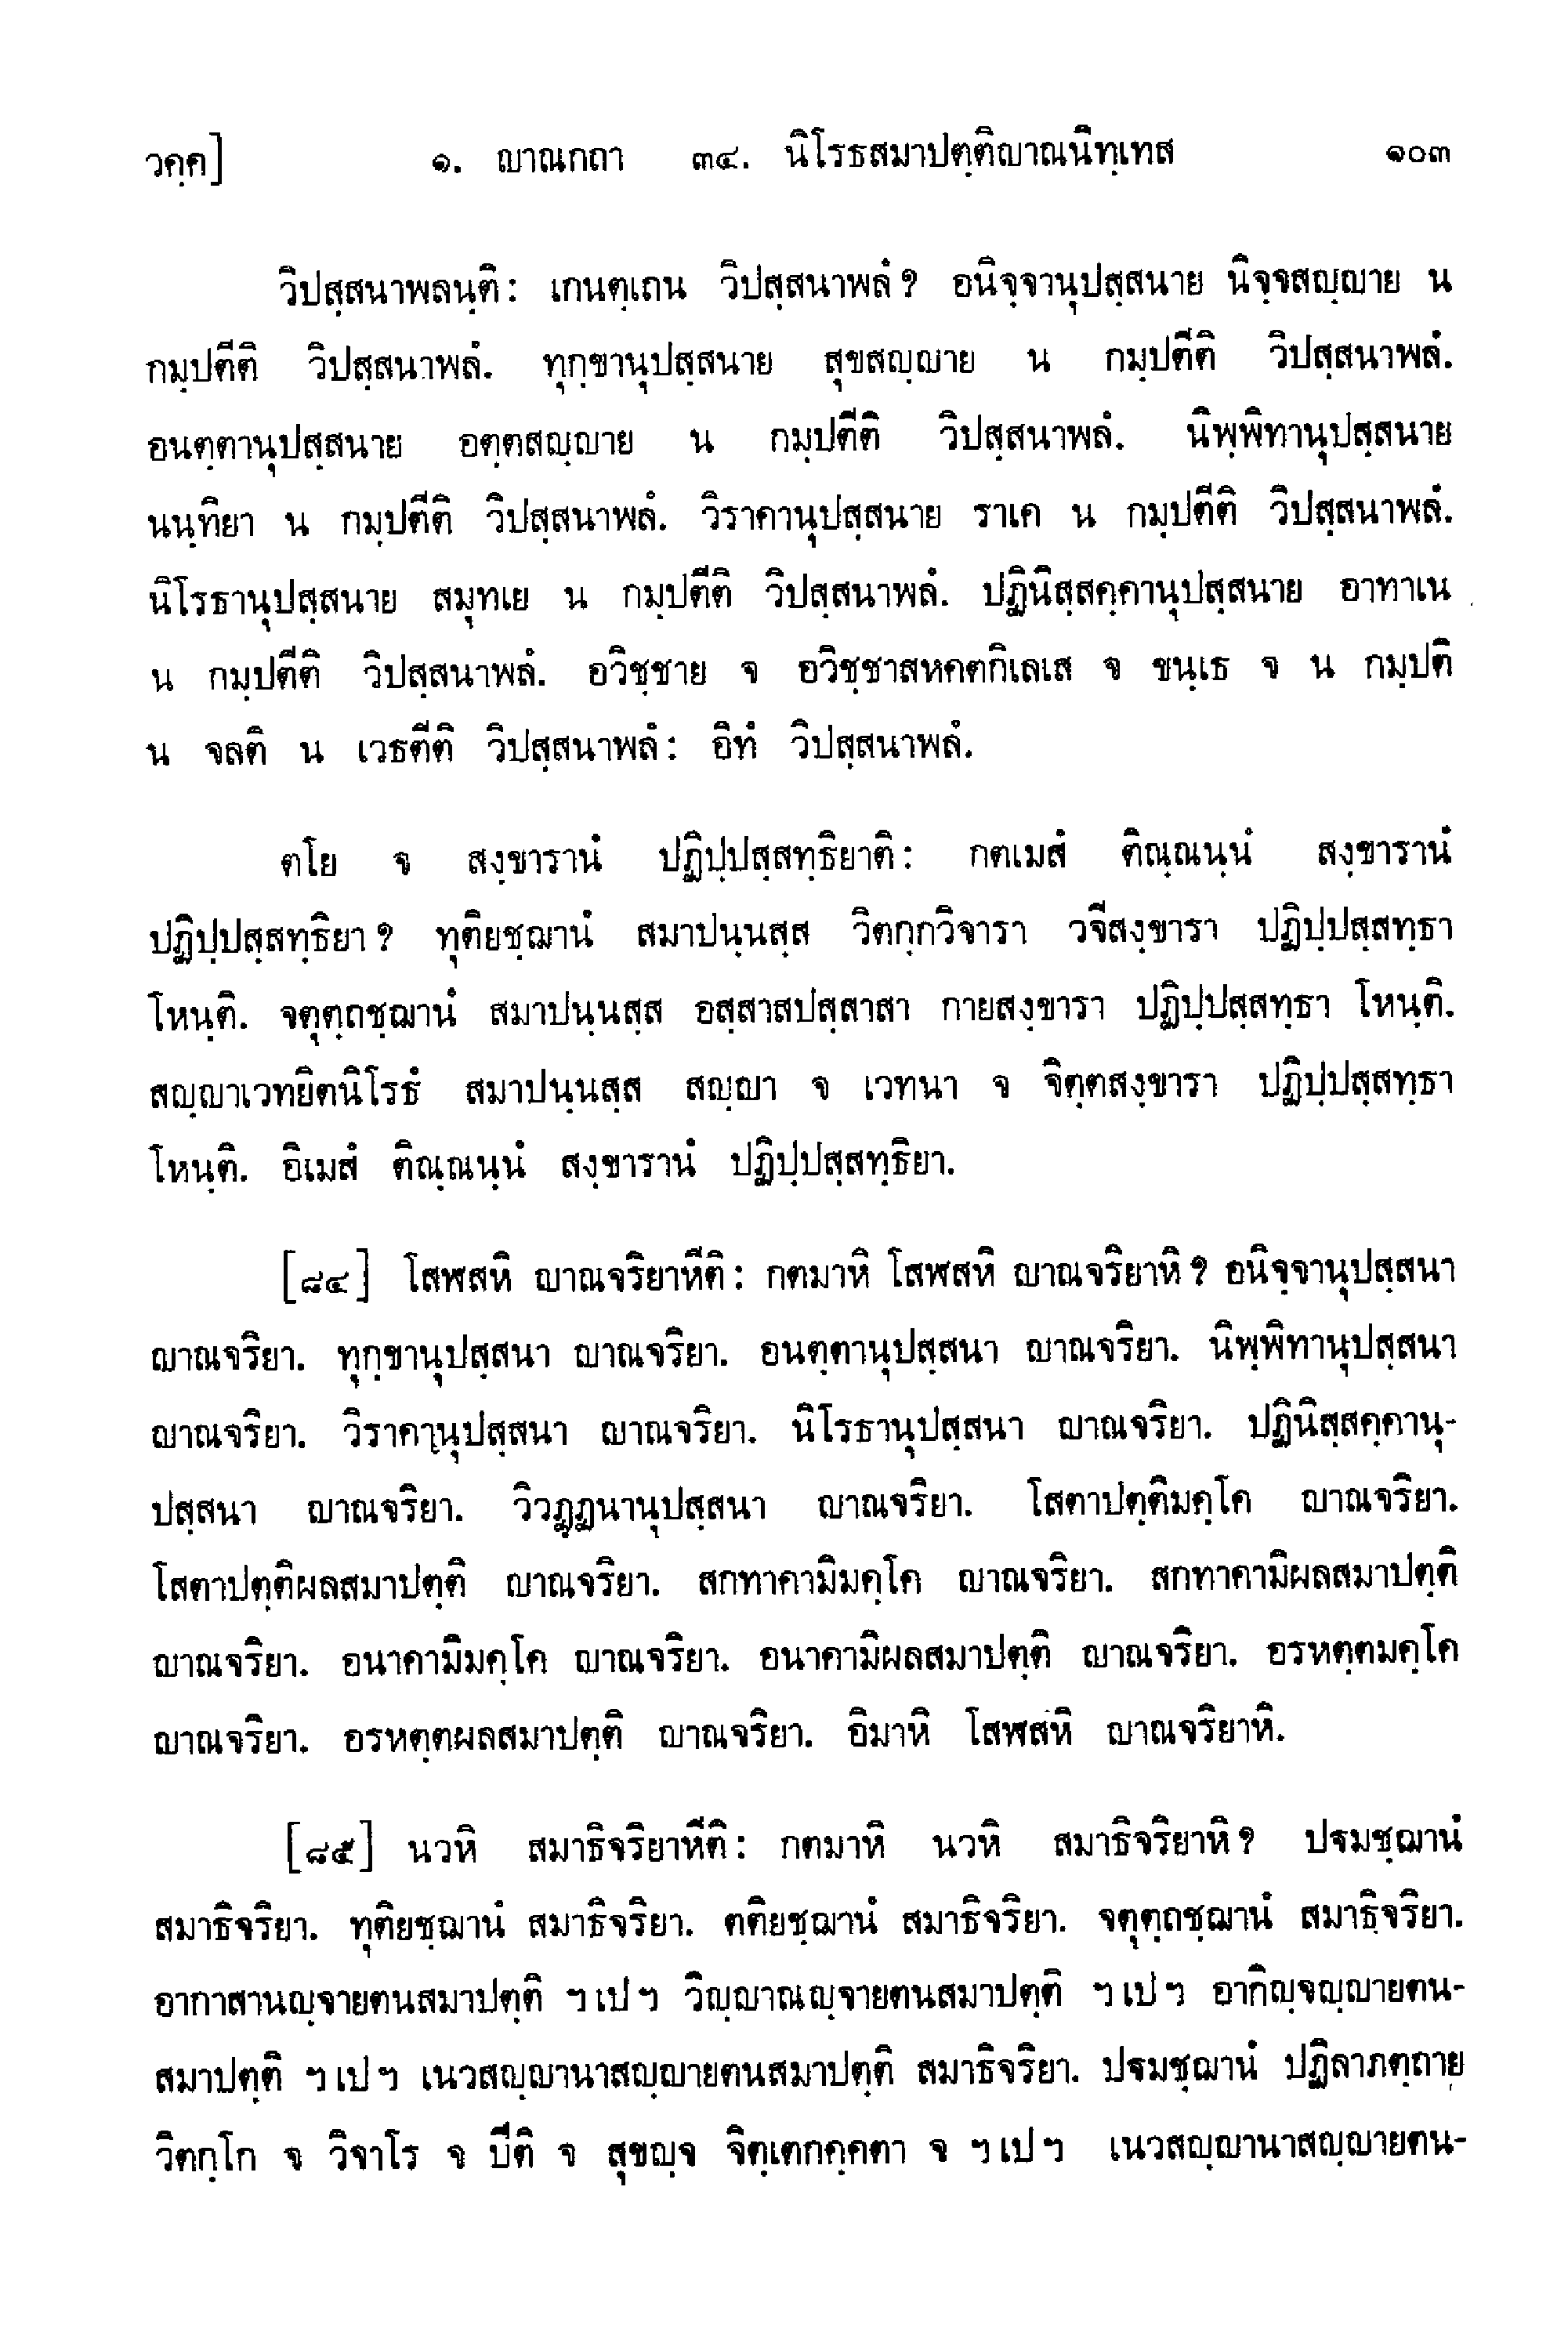 วคฺค] ๑. ญาณกถา ๓๔. นิโรธสมาปตฺติญาณนิทฺเทส ๑๐๓
วิปสฺสนาพลนฺติ: เกนตฺเถน วิปสฺสนาพลํ? อนิจฺจานุปสฺสนาย นิจฺจสญฺญาย น
กมฺปตีติ วิปสฺสนาพลํ. ทุกฺขานุปสฺสนาย สุขสญฺญาย น กมฺปตีติ วิปสฺสนาพลํ.
อนตฺตานุปสฺสนาย อตฺตสญฺญาย น กมฺปตีติ วิปสฺสนาพลํ. นิพฺพิทานุปสฺสนาย
นนฺทิยา น กมฺปตีติ วิปสฺสนาพลํ. วิราคานุปสฺสนาย ราเค น กมฺปตีติ วิปสฺสนาพลํ.
นิโรธานุปสฺสนาย สมุทเย น กมฺปตีติ วิปสฺสนาพลํ. ปฏินิสฺสคฺคานุปสฺสนาย อาทาเน
น กมฺปตีติ วิปสฺสนาพลํ. อวิชฺชาย จ อวิชฺชาสหคตกิเลเส จ ขนฺเธ จ น กมฺปติ
น จลติ น เวธตีติ วิปสฺสนาพลํ: อิทํ วิปสฺสนาพลํ.
ตโย จ สงฺขารานํ ปฏิปฺปสฺสทฺธิยาติ: กตเมสํ ติณฺณนฺนํ สงฺขารานํ
ปฏิปฺปสฺสทฺธิยา? ทุติยชฺฌานํ สมาปนฺนสฺส วิตกฺกวิจารา วจีสงฺขารา ปฏิปฺปสฺสทฺธา
โหนฺติ. จตุตฺถชฺฌานํ สมาปนฺนสฺส อสฺสาสปสฺสาสา กายสงฺขารา ปฏิปฺปสฺสทฺธา โหนฺติ.
สญฺญาเวทยิตนิโรธํ สมาปนฺนสฺส สญฺญา จ เวทนา จ จิตฺตสงฺขารา ปฏิปฺปสฺสทฺธา
โหนฺติ. อิเมสํ ติณฺณนฺนํ สงฺขารานํ ปฏิปฺปสฺสทฺธิยา.
[๘๔] โสฬสหิ ญาณจริยาหีติ: กตมาหิ โสฬสหิ ญาณจริยาหิ? อนิจฺจานุปสฺสนา
ญาณจริยา. ทุกฺขานุปสฺสนา ญาณจริยา. อนตฺตานุปสฺสนา ญาณจริยา. นิพฺพิทานุปสฺสนา
ญาณจริยา. วิราคานุปสฺสนา ญาณจริยา. นิโรธานุปสฺสนา ญาณจริยา. ปฏินิสฺสคฺคานุ-
ปสฺสนา ญาณจริยา. วิวฏฺฏนานุปสฺสนา ญาณจริยา. โสตาปตฺติมคฺโค ญาณจริยา.
โสตาปตฺติผลสมาปตฺติ ญาณจริยา. สกทาคามิมคฺโค ญาณจริยา. สกทาคามิผลสมาปตฺติ
ญาณจริยา. อนาคามิมคฺโค ญาณจริยา. อนาคามิผลสมาปตฺติ ญาณจริยา. อรหตฺตมคฺโค
ญาณจริยา. อรหตฺตผลสมาปตฺติ ญาณจริยา. อิมาหิ โสฬสหิ ญาณจริยาหิ.
[๘๕] นวหิ สมาธิจริยาหีติ: กตมาหิ นวหิ สมาธิจริยาหิ? ปฐมชฺฌานํ
สมาธิจริยา. ทุติยชฺฌานํ สมาธิจริยา. ตติยชฺฌานํ สมาธิจริยา. จตุตฺถชฺฌานํ สมาธิจริยา.
อากาสานญฺจายตนสมาปตฺติ ฯ เป ฯ วิญฺญาณญฺจายตนสมาปตฺติ ฯ เป ฯ อากิญฺจญฺญายตน-
สมาปตฺติ ฯ เป ฯ เนวสญฺญานาสญฺญายตนสมาปตฺติ สมาธิจริยา. ปฐมชฺฌานํ ปฏิลาภตฺถาย
วิตกฺโก จ วิจาโร จ ปีติ จ สุขญฺจ จิตฺเตกคฺคตา จ ฯ เป ฯ เนวสญฺญานาสญฺญายตน-